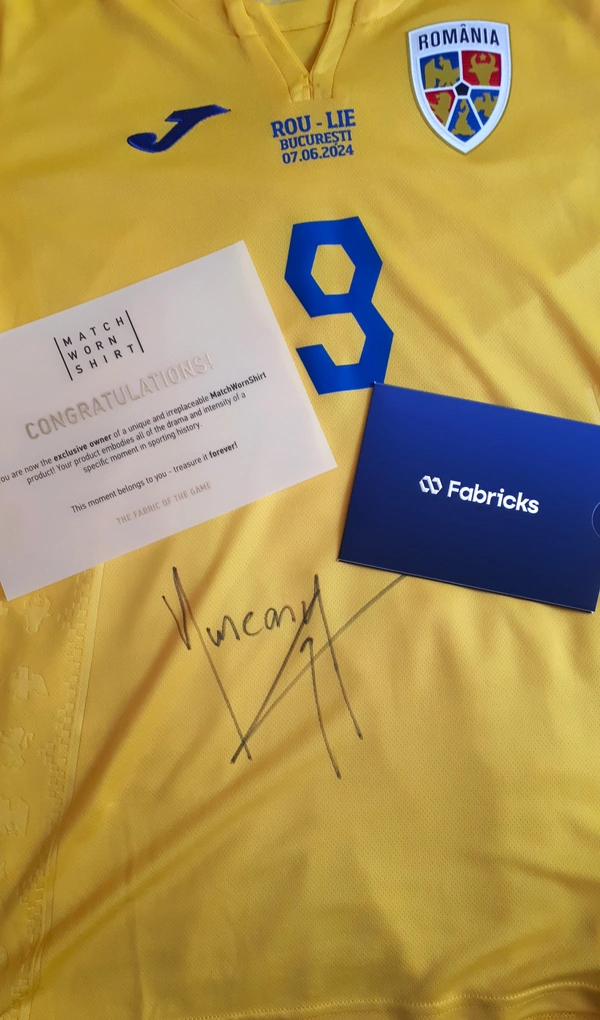 ROMÂNIA
ROU - LIE
BUCUREȘTI
07.06.2024
9
MATCH
WORN
SHIRT
CONGRATULATIONS!
ou are now the exclusive owner of a unique and irreplaceable MatchWornShirt
product! Your product embodies all of the drama and intensity of a
specific moment in sporting history.
This moment belongs to you – treasure it forever!
THE FABRIC OF THE GAME
Fabricks